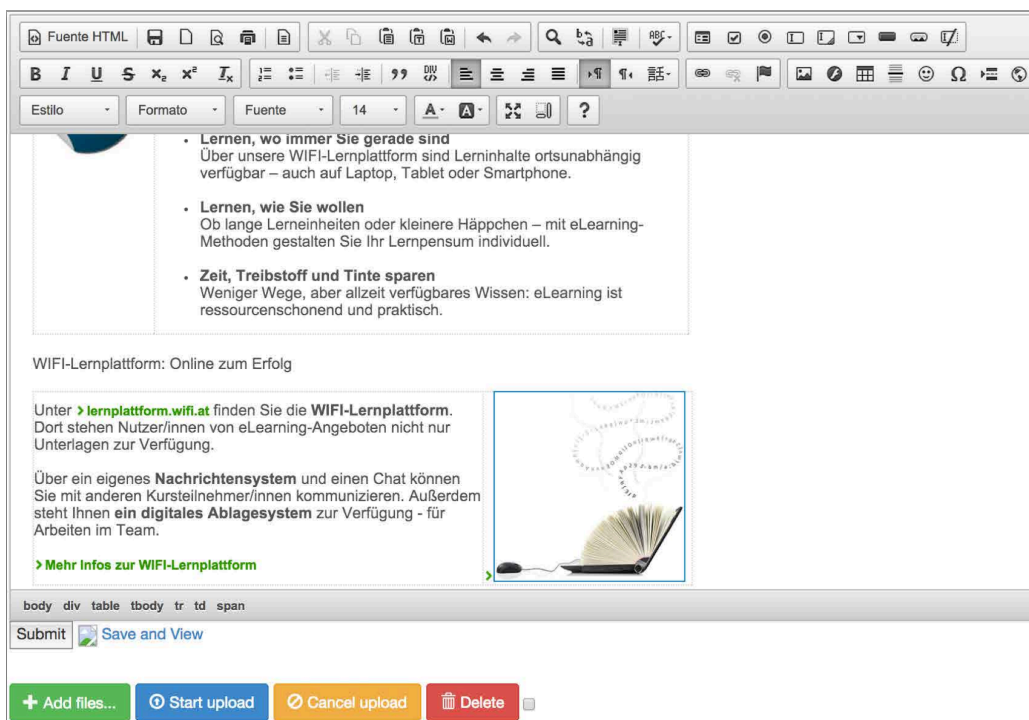 Fuente HTML
B I U S x₂ x² Tx
Estilo Formato Fuente 14 A A ?
Lernen, wo immer Sie gerade sind
Über unsere WIFI-Lernplattform sind Lerninhalte ortsunabhängig
verfügbar – auch auf Laptop, Tablet oder Smartphone.
Lernen, wie Sie wollen
Ob lange Lerneinheiten oder kleinere Häppchen – mit eLearning-
Methoden gestalten Sie Ihr Lernpensum individuell.
Zeit, Treibstoff und Tinte sparen
Weniger Wege, aber allzeit verfügbares Wissen: eLearning ist
ressourcenschonend und praktisch.
WIFI-Lernplattform: Online zum Erfolg
Unter > lernplattform.wifi.at finden Sie die WIFI-Lernplattform.
Dort stehen Nutzer/innen von eLearning-Angeboten nicht nur
Unterlagen zur Verfügung.
Über ein eigenes Nachrichtensystem und einen Chat können
Sie mit anderen Kursteilnehmer/innen kommunizieren. Außerdem
steht Ihnen ein digitales Ablagesystem zur Verfügung - für
Arbeiten im Team.
> Mehr Infos zur WIFI-Lernplattform
body div table tbody tr td span
Submit Save and View
Add files... Start upload Cancel upload Delete